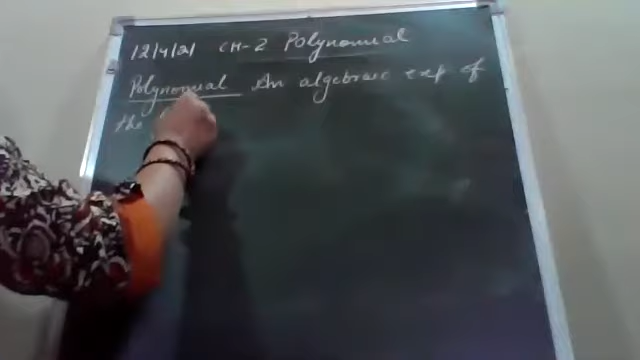 12/4/21 CH-2 Polynomial
Polynomial An algebraic exp of
the